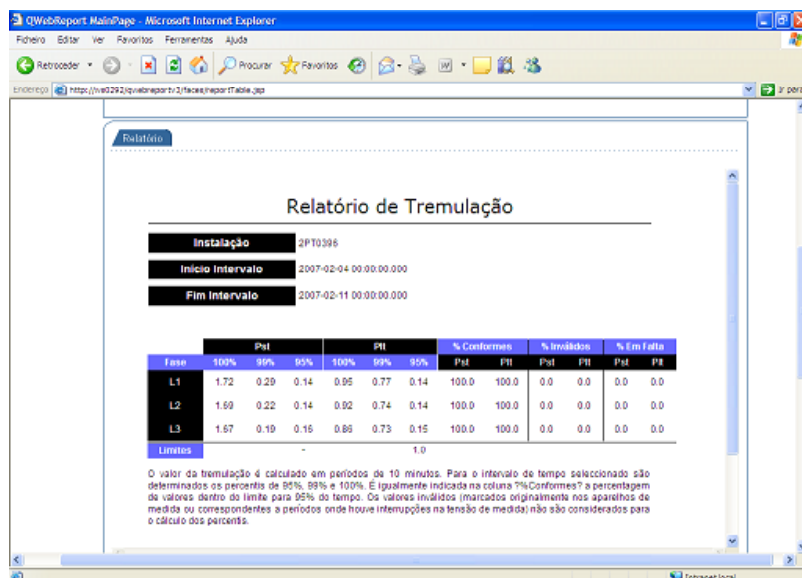 QWebReport MainPage - Microsoft Internet Explorer
Ficheiro Editar Ver Favoritos Ferramentas Ajuda
Retroceder Procurar Favoritos
Endereço http://ivs0292/qwebreportv3/faces/reportTable.jsp Ir para
Relatório
Relatório de Tremulação
Instalação 2PT0396
Início Intervalo 2007-02-04 00:00:00.000
Fim Intervalo 2007-02-11 00:00:00.000
Pst Plt % Conformes % Inválidos % Em Falta
Fase 100% 99% 95% 100% 99% 95% Pst Plt Pst Plt Pst Plt
L1 1.72 0.29 0.14 0.95 0.77 0.14 100.0 100.0 0.0 0.0 0.0 0.0
L2 1.69 0.22 0.14 0.92 0.74 0.14 100.0 100.0 0.0 0.0 0.0 0.0
L3 1.67 0.19 0.16 0.86 0.73 0.15 100.0 100.0 0.0 0.0 0.0 0.0
Limites - 1.0
O valor da tremulação é calculado em períodos de 10 minutos. Para o intervalo de tempo seleccionado são
determinados os percentis de 95%, 99% e 100%. É igualmente indicada na coluna ?%Conformes? a percentagem
de valores dentro do limite para 95% do tempo. Os valores inválidos (marcados originalmente nos aparelhos de
medida ou correspondentes a períodos onde houve interrupções na tensão de medida) não são considerados para
o cálculo dos percentis.
Intranet local